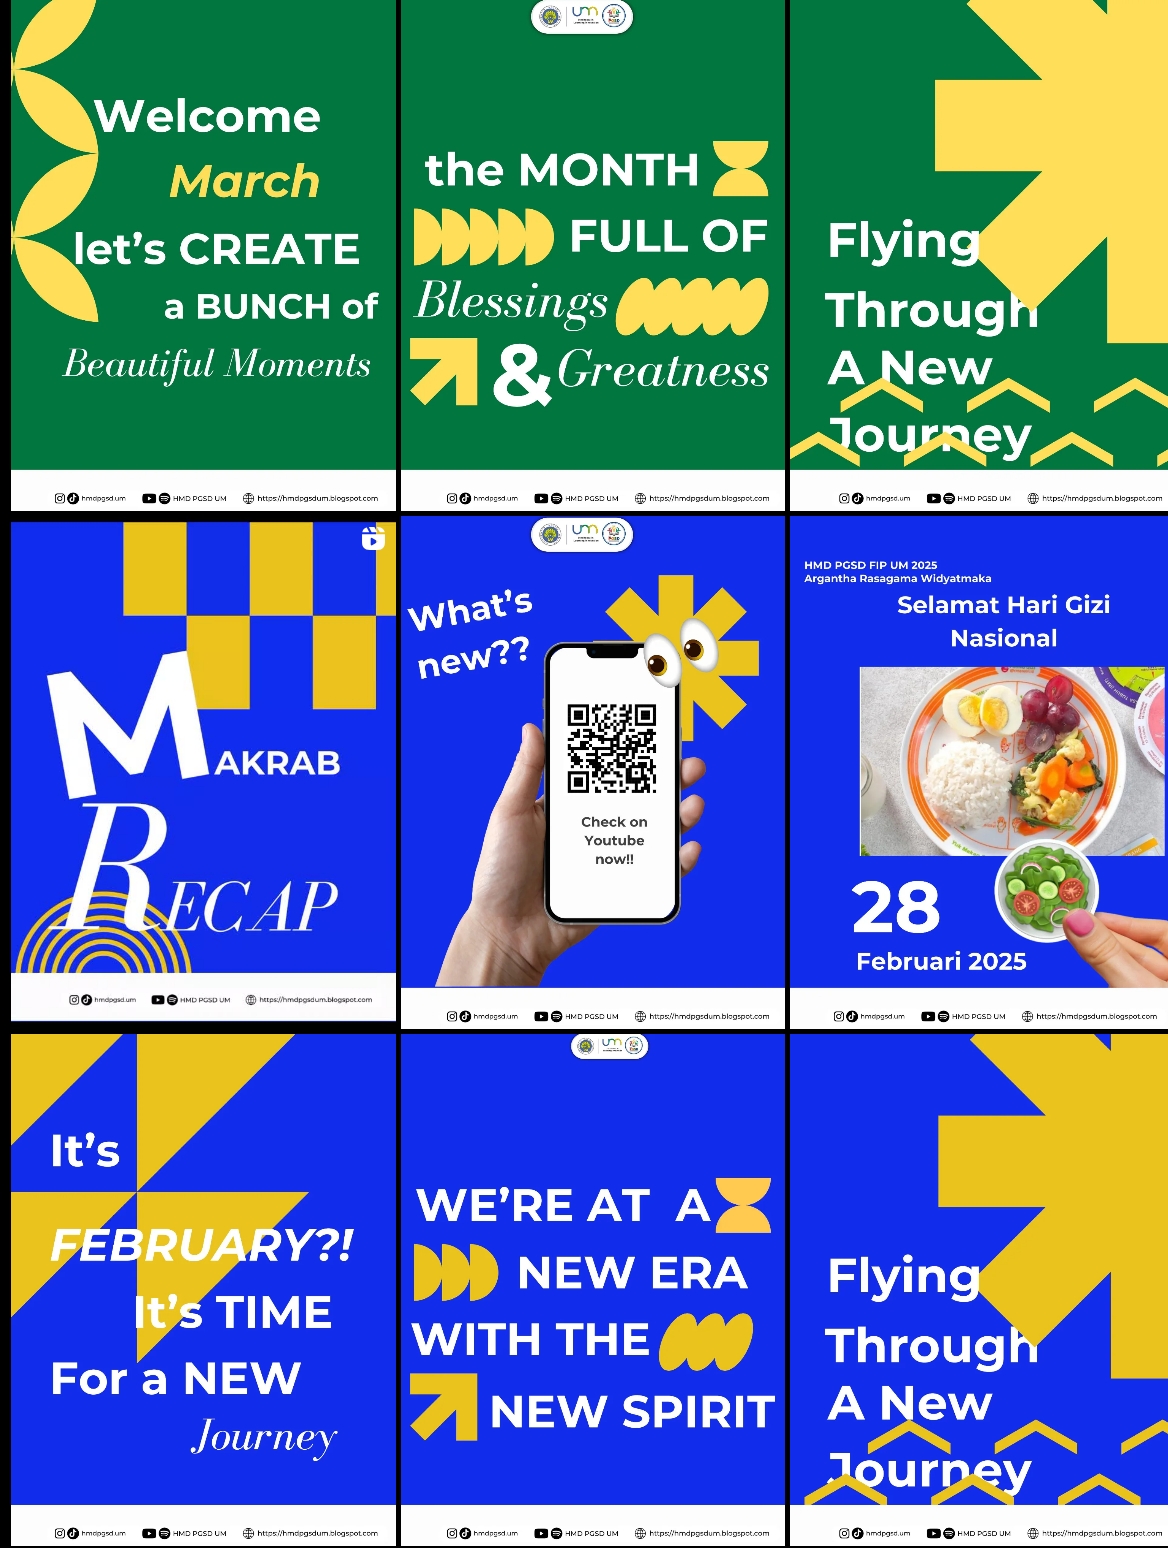 Welcome
March
let's CREATE
a BUNCH of
Beautiful Moments
hmdpgsd.um HMD PGSD UM https://hmdpgsdum.blogspot.com
um
the MONTH
FULL OF
Blessings
& Greatness
hmdpgsd.um HMD PGSD UM https://hmdpgsdum.blogspot.com
Flying
Through
A New
Journey
hmdpgsd.um HMD PGSD UM https://hmdpgsdum.blogspot.com
MAKRAB
RECAP
hmdpgsd.um HMD PGSD UM https://hmdpgsdum.blogspot.com
um
What's
new??
Check on
Youtube
now!!
hmdpgsd.um HMD PGSD UM https://hmdpgsdum.blogspot.com
HMD PGSD FIP UM 2025
Argantha Rasagama Widyatmaka
Selamat Hari Gizi
Nasional
28
Februari 2025
hmdpgsd.um HMD PGSD UM https://hmdpgsdum.blogspot.com
It's
FEBRUARY?!
It's TIME
For a NEW
Journey
hmdpgsd.um HMD PGSD UM https://hmdpgsdum.blogspot.com
um
WE'RE AT A
NEW ERA
WITH THE
NEW SPIRIT
hmdpgsd.um HMD PGSD UM https://hmdpgsdum.blogspot.com
Flying
Through
A New
Journey
hmdpgsd.um HMD PGSD UM https://hmdpgsdum.blogspot.com